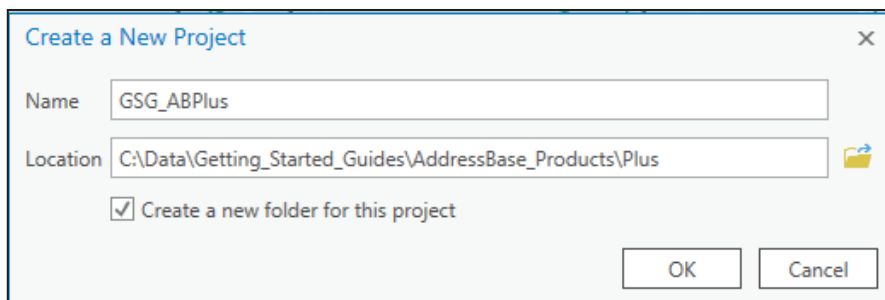 Create a New Project
Name GSG_ABPlus
Location C:\Data\Getting_Started_Guides\AddressBase_Products\Plus
Create a new folder for this project
OK Cancel